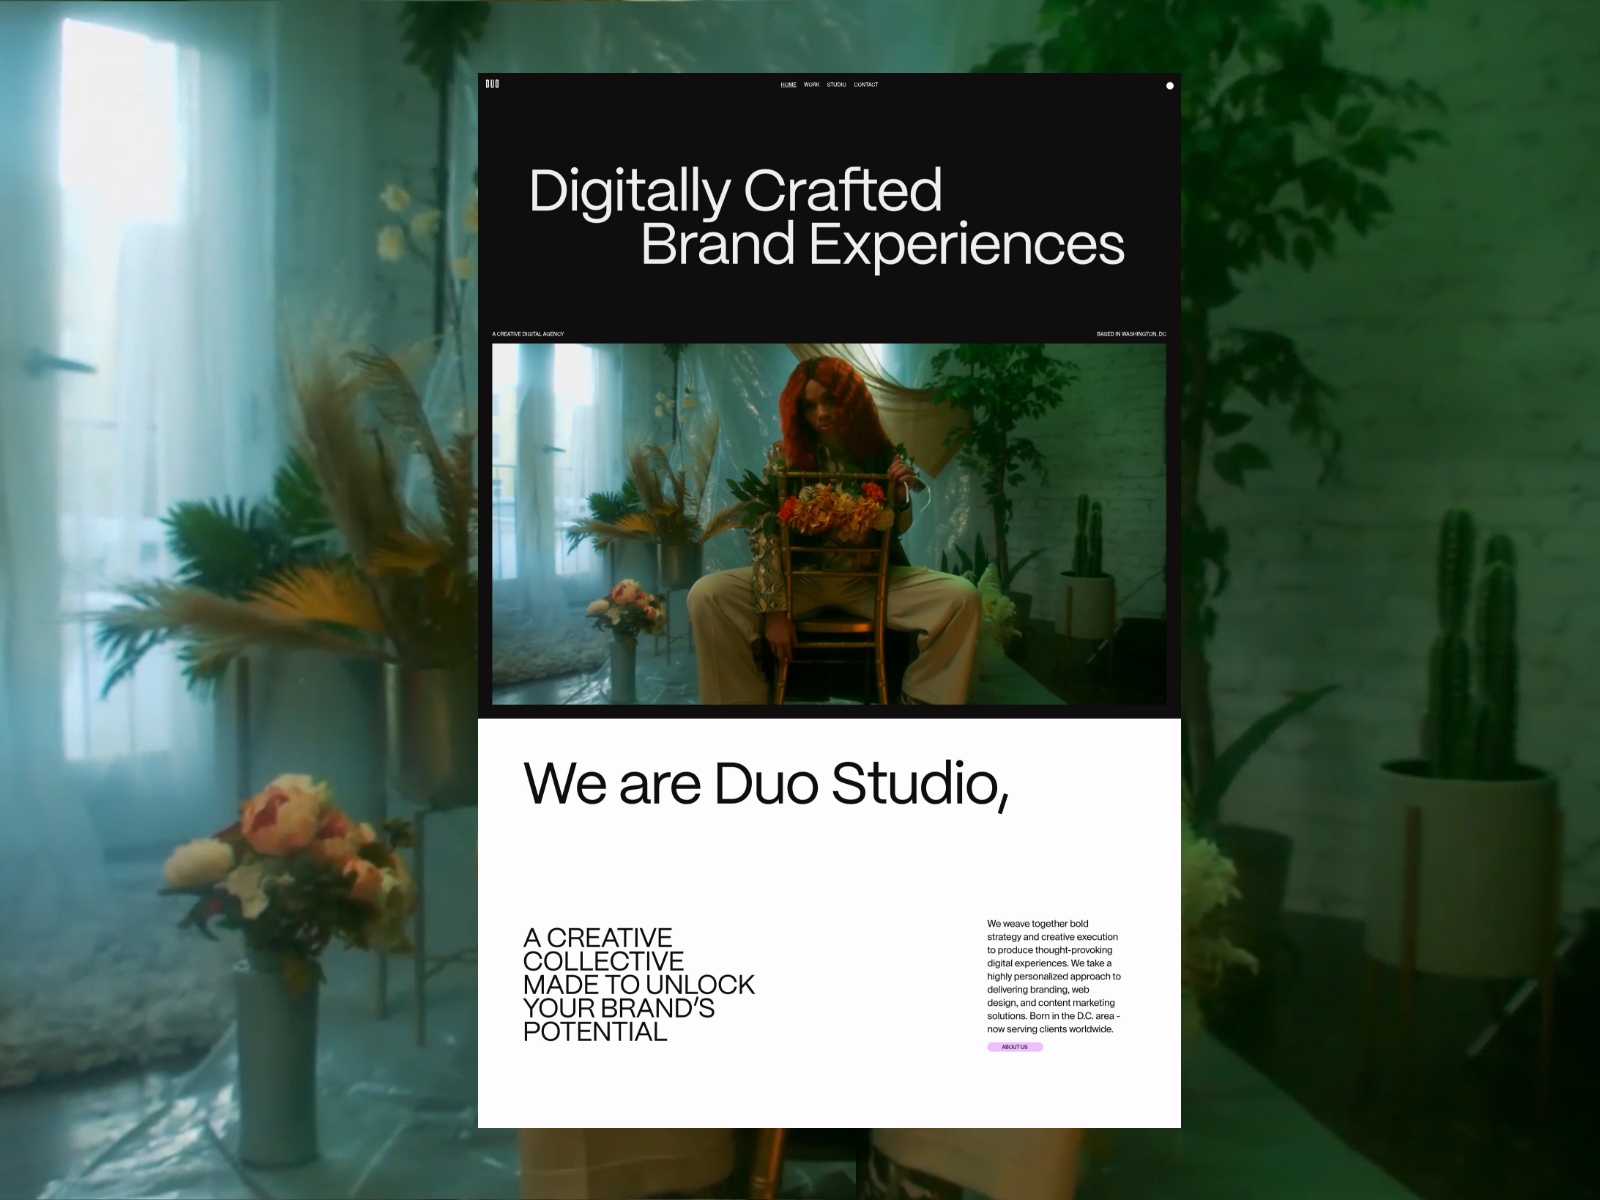 DUO
HOME WORK STUDIO CONTACT
Digitally Crafted
Brand Experiences
A CREATIVE DIGITAL AGENCY
BASED IN WASHINGTON, DC
We are Duo Studio,
A CREATIVE
COLLECTIVE
MADE TO UNLOCK
YOUR BRAND'S
POTENTIAL
We weave together bold
strategy and creative execution
to produce thought-provoking
digital experiences. We take a
highly personalized approach to
delivering branding, web
design, and content marketing
solutions. Born in the D.C. area -
now serving clients worldwide.
ABOUT US